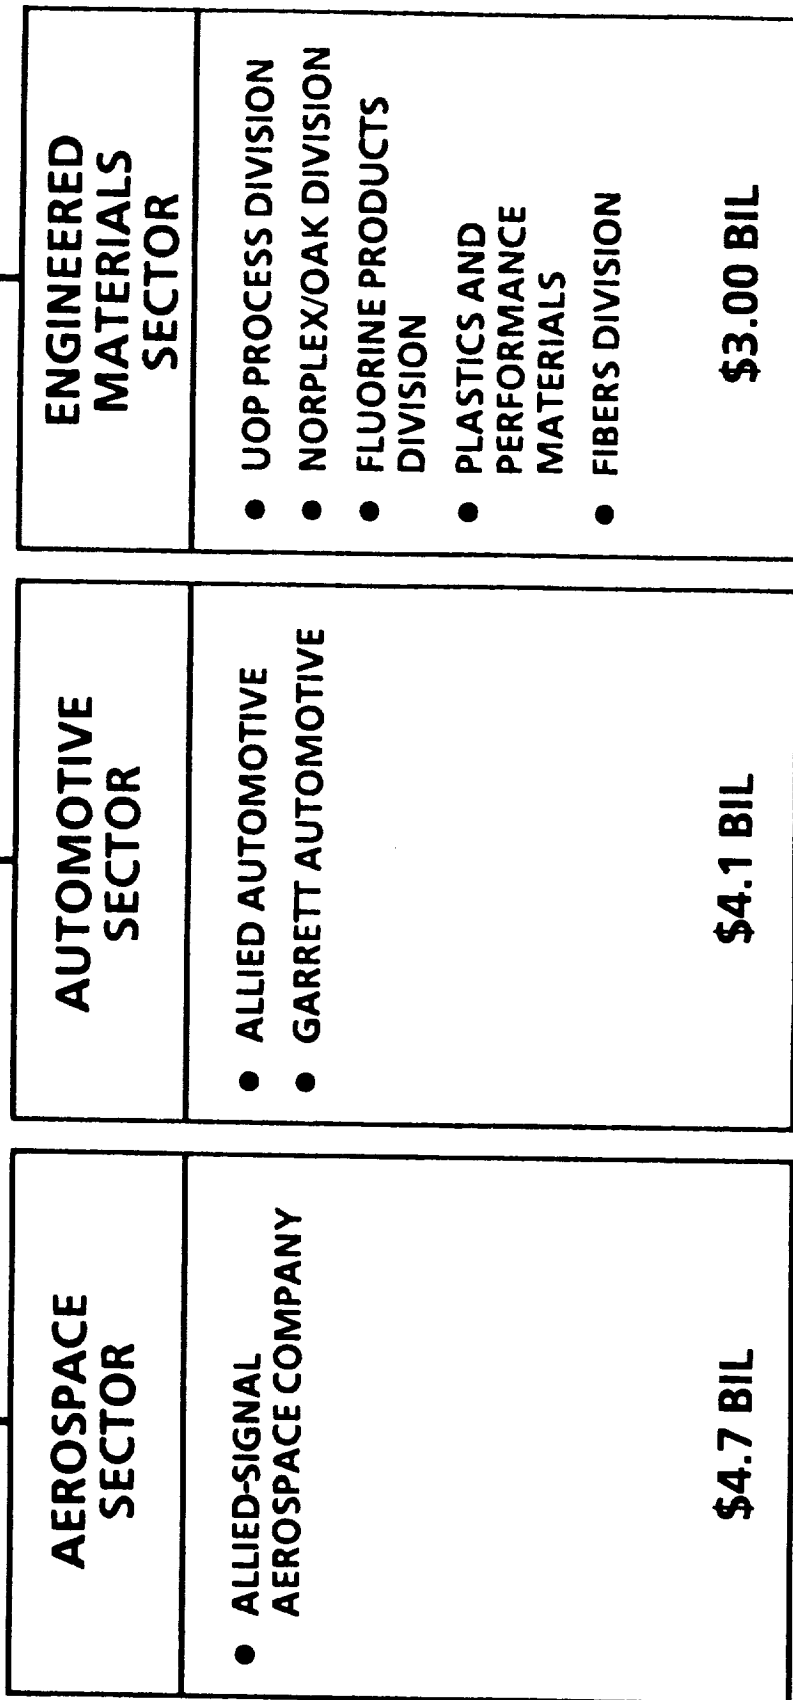 AEROSPACE
SECTOR
● ALLIED-SIGNAL
AEROSPACE COMPANY
$4.7 BIL
AUTOMOTIVE
SECTOR
● ALLIED AUTOMOTIVE
● GARRETT AUTOMOTIVE
$4.1 BIL
ENGINEERED
MATERIALS
SECTOR
● UOP PROCESS DIVISION
● NORPLEX/OAK DIVISION
● FLUORINE PRODUCTS
DIVISION
● PLASTICS AND
PERFORMANCE
MATERIALS
● FIBERS DIVISION
$3.00 BIL